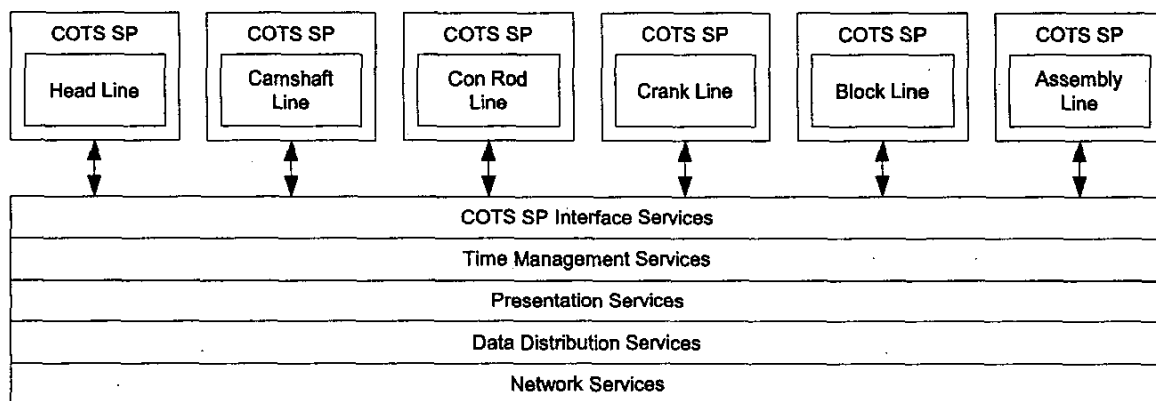 COTS SP
Head Line
COTS SP
Camshaft
Line
COTS SP
Con Rod
Line
COTS SP
Crank Line
COTS SP
Block Line
COTS SP
Assembly
Line
COTS SP Interface Services
Time Management Services
Presentation Services
Data Distribution Services
Network Services